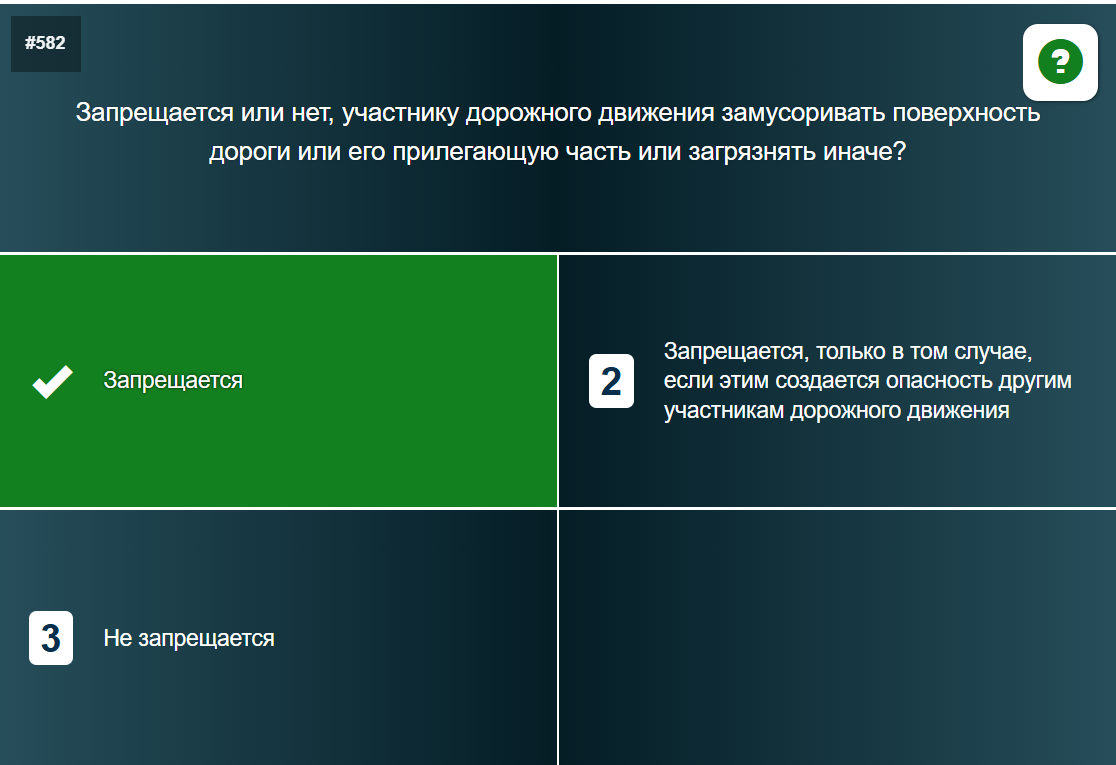 #582
?
Запрещается или нет, участнику дорожного движения замусоривать поверхность
дороги или его прилегающую часть или загрязнять иначе?
Запрещается
2
Запрещается, только в том случае,
если этим создается опасность другим
участникам дорожного движения
3
Не запрещается